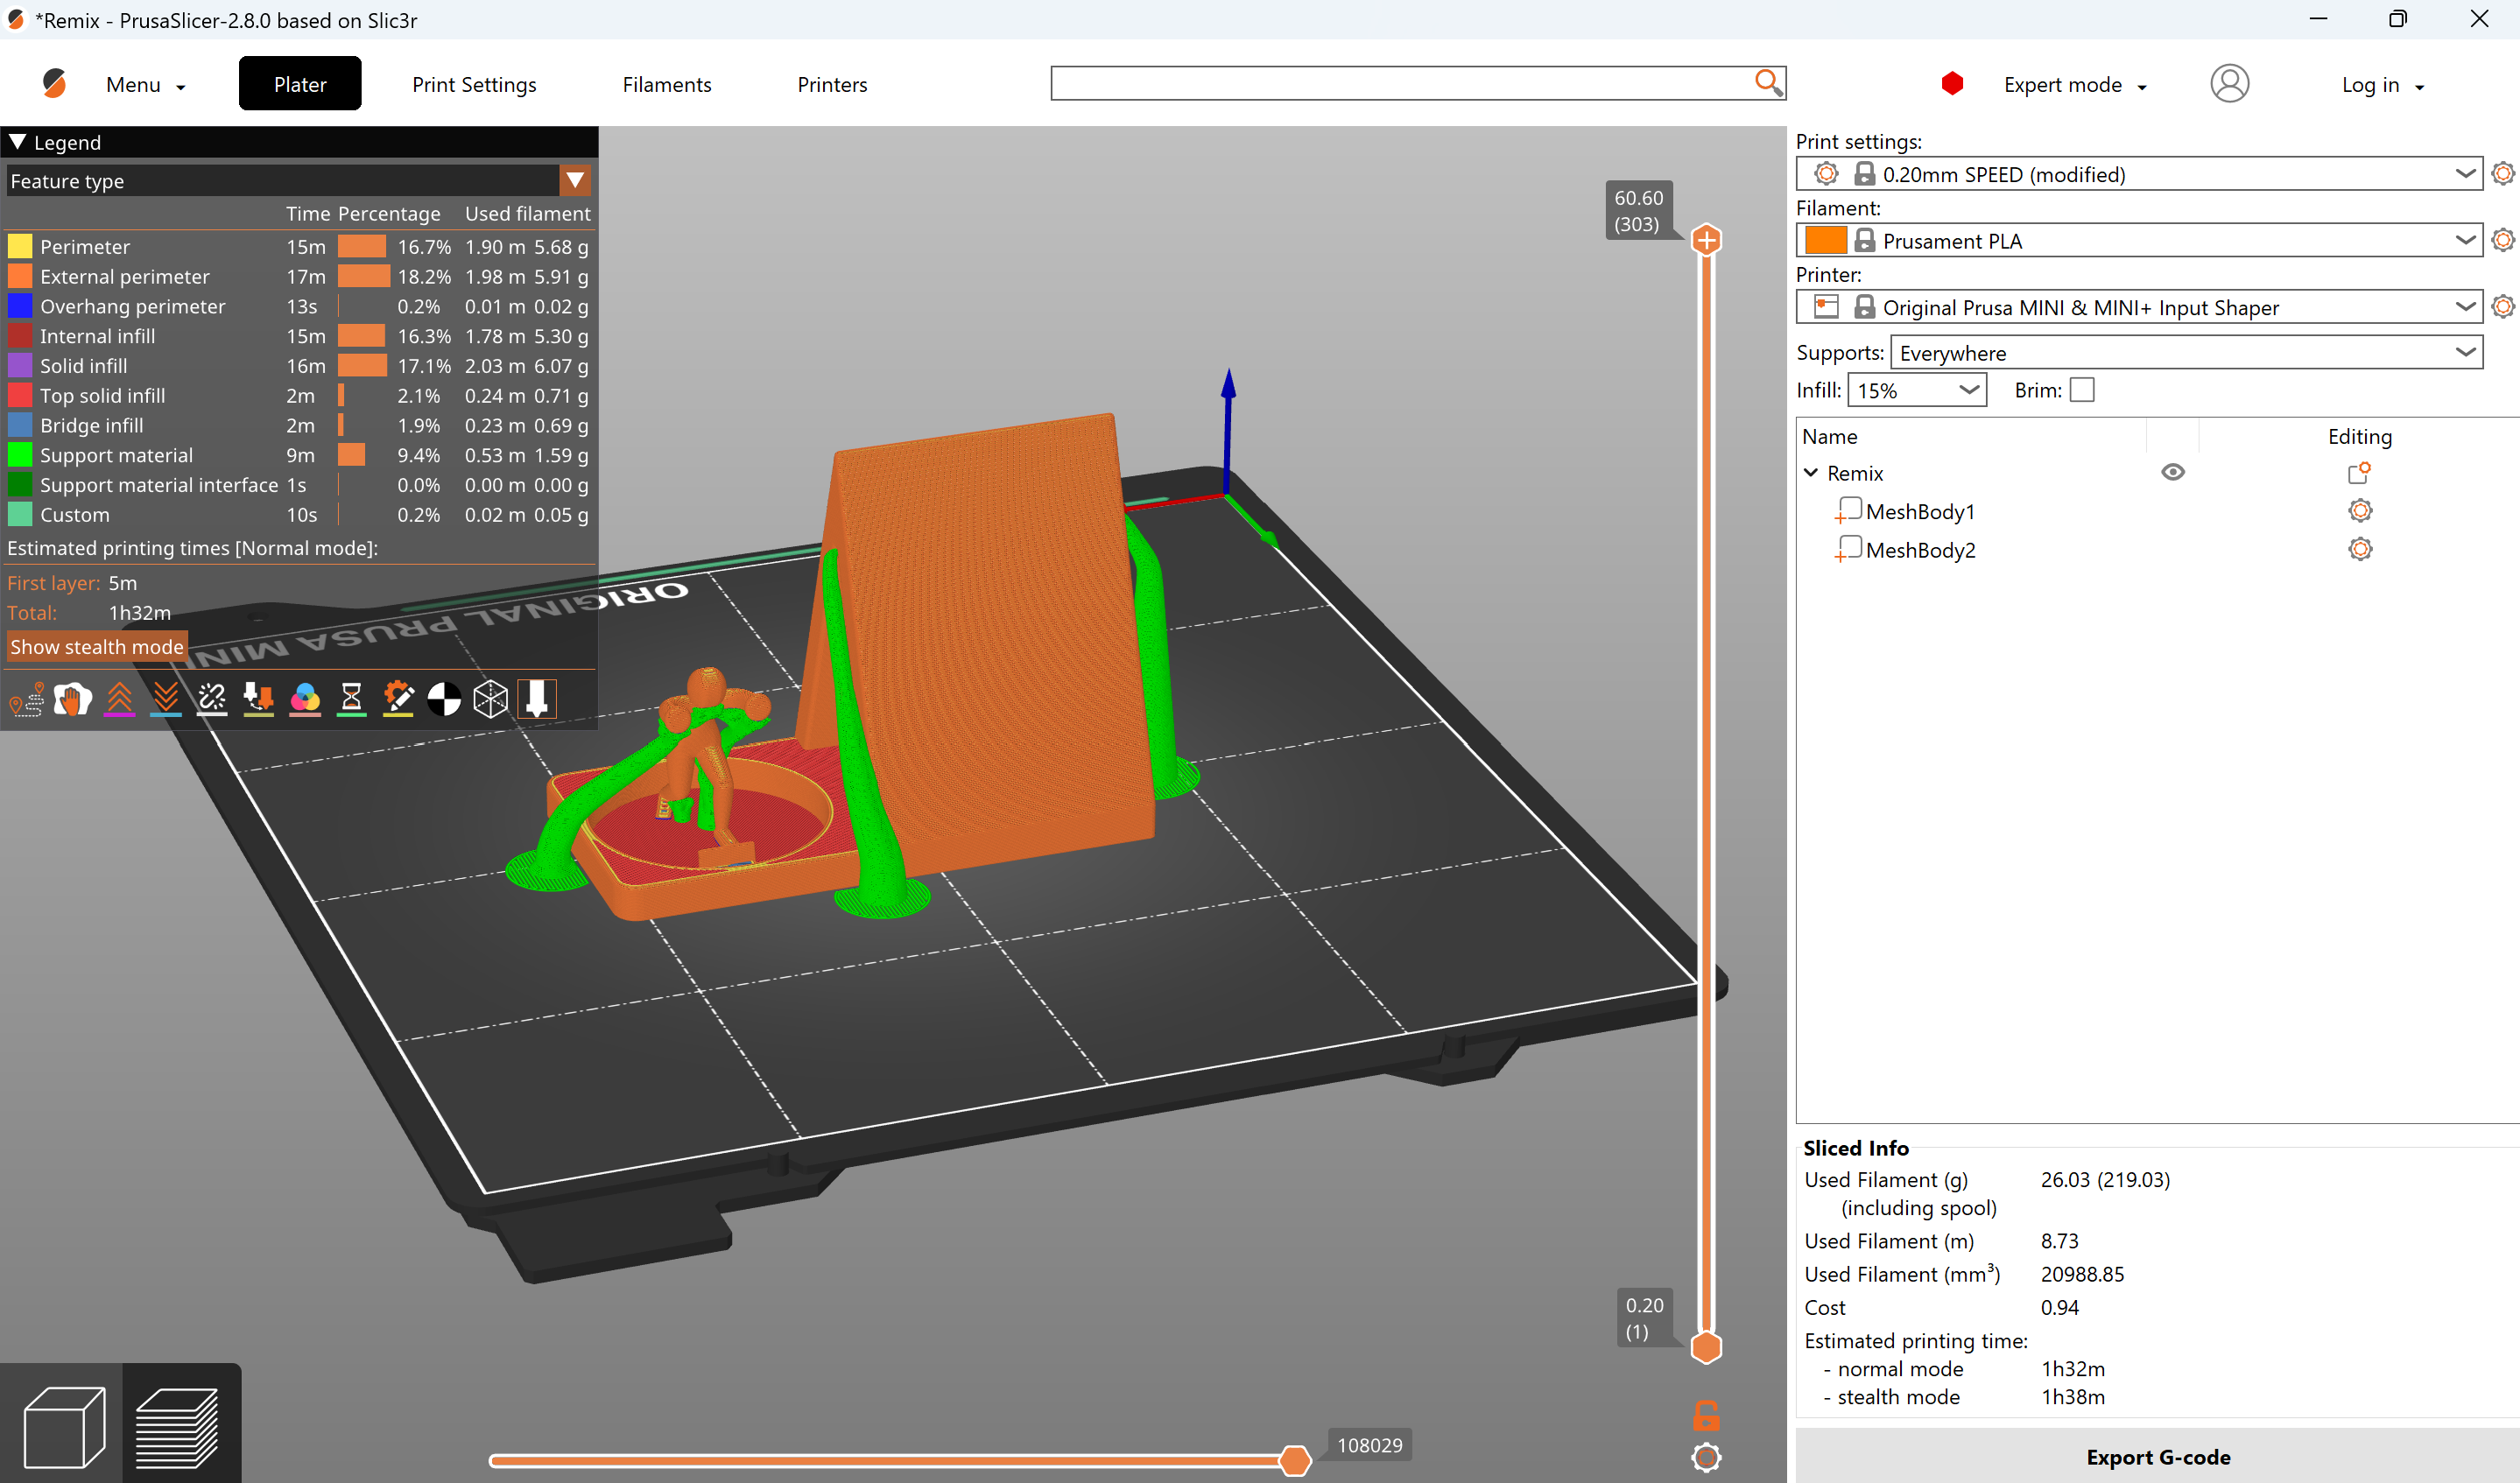 *Remix - PrusaSlicer-2.8.0 based on Slic3r
Menu
Plater
Print Settings
Filaments
Printers
Expert mode
Log in
Legend
Feature type
Time Percentage Used filament
Perimeter 15m 16.7% 1.90 m 5.68 g
External perimeter 17m 18.2% 1.98 m 5.91 g
Overhang perimeter 13s 0.2% 0.01 m 0.02 g
Internal infill 15m 16.3% 1.78 m 5.30 g
Solid infill 16m 17.1% 2.03 m 6.07 g
Top solid infill 2m 2.1% 0.24 m 0.71 g
Bridge infill 2m 1.9% 0.23 m 0.69 g
Support material 9m 9.4% 0.53 m 1.59 g
Support material interface 1s 0.0% 0.00 m 0.00 g
Custom 10s 0.2% 0.02 m 0.05 g
Estimated printing times [Normal mode]:
First layer: 5m
Total: 1h32m
Show stealth mode
ORIGINAL PRUSA MINI
60.60
(303)
0.20
(1)
108029
Print settings:
0.20mm SPEED (modified)
Filament:
Prusament PLA
Printer:
Original Prusa MINI & MINI+ Input Shaper
Supports: Everywhere
Infill: 15% Brim:
Name Editing
Remix
MeshBody1
MeshBody2
Sliced Info
Used Filament (g) 26.03 (219.03)
(including spool)
Used Filament (m) 8.73
Used Filament (mm³) 20988.85
Cost 0.94
Estimated printing time:
- normal mode 1h32m
- stealth mode 1h38m
Export G-code